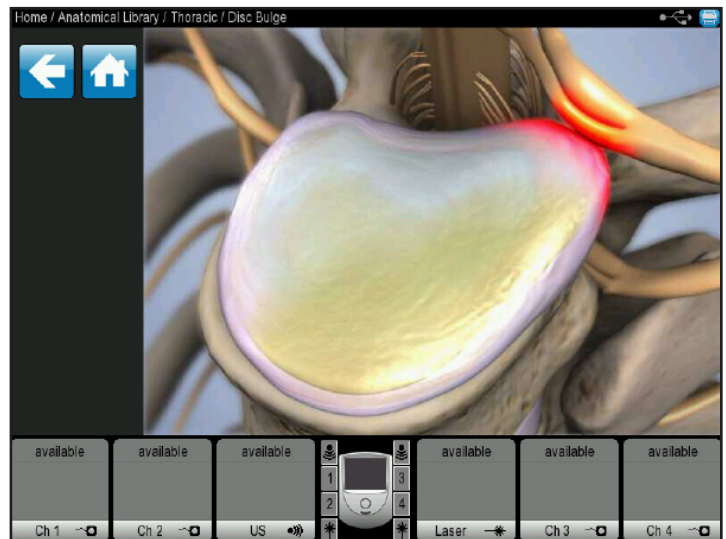 Home / Anatomical Library / Thoracic / Disc Bulge
available
available
available
available
available
available
1
3
2
4
Ch 1
Ch 2
US
Laser
Ch 3
Ch 4